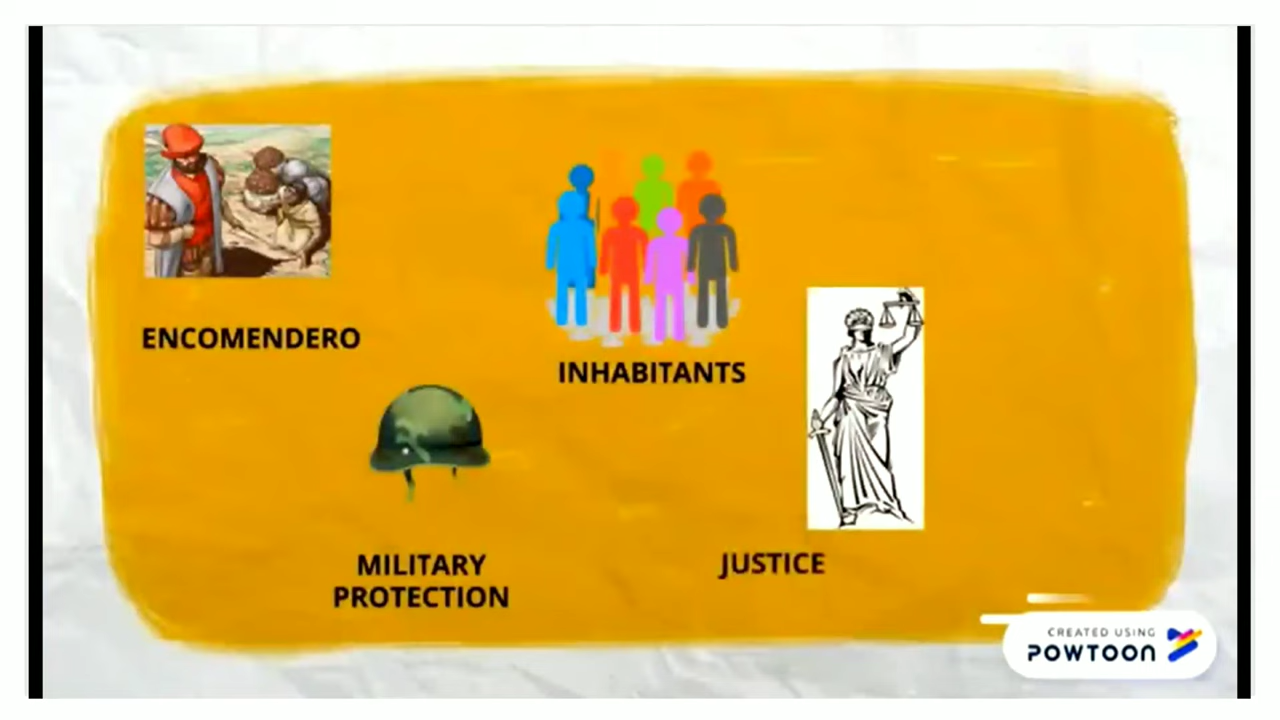 ENCOMENDERO
INHABITANTS
MILITARY
PROTECTION
JUSTICE
CREATED USING
POWTOON